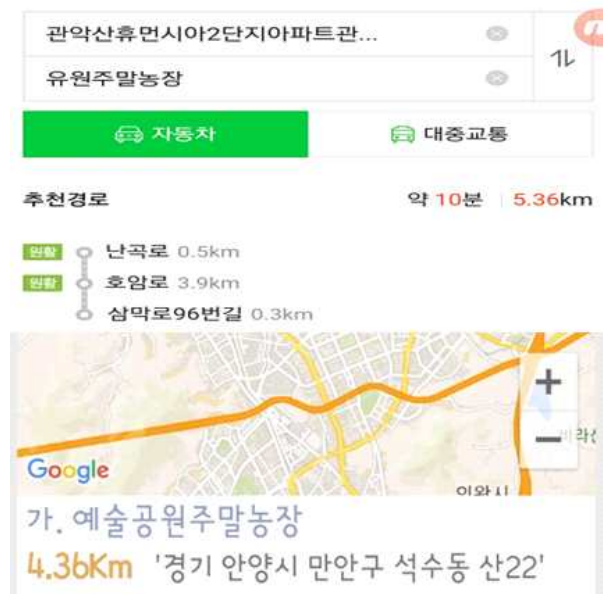 관악산휴먼시아2단지아파트관...
유원주말농장
자동차
대중교통
추천경로 약 10분 5.36km
원활 난곡로 0.5km
원활 호암로 3.9km
삼막로96번길 0.3km
+
−
Google
의왕시
가. 예술공원주말농장
4.36Km '경기 안양시 만안구 석수동 산22'